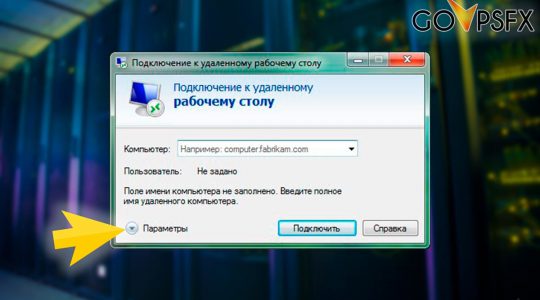 GOVPSFX
Подключение к удаленному рабочему столу
Подключение к удаленному
рабочему столу
Компьютер:
Например: computer.fabrikam.com
Пользователь:
Не задано
Поле имени компьютера не заполнено. Введите полное
имя удаленного компьютера.
Параметры
Подключить
Справка